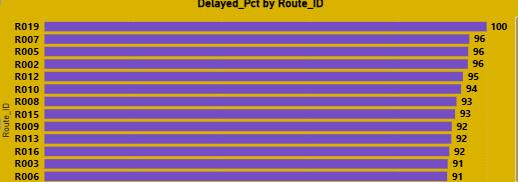 Delayed_Pct by Route_ID
Route_ID
R019 100
R007 96
R005 96
R002 96
R012 95
R010 94
R008 93
R015 93
R009 92
R013 92
R016 92
R003 91
R006 91